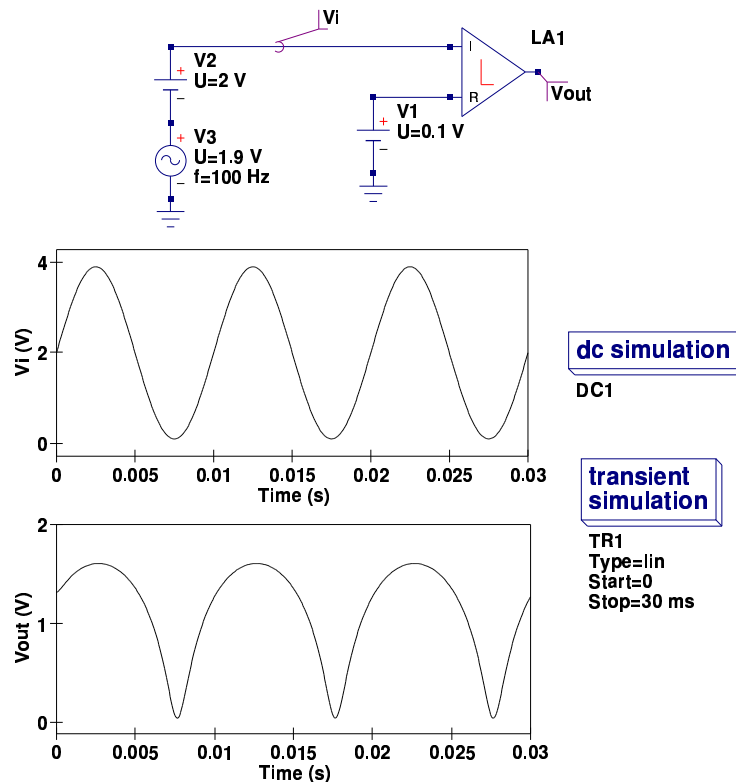 Vi
LA1
I
V2
U=2 V
R
Vout
V1
U=0.1 V
V3
U=1.9 V
f=100 Hz
4
2
0
Vi (V)
0 0.005 0.01 0.015 0.02 0.025 0.03
Time (s)
dc simulation
DC1
transient
simulation
TR1
Type=lin
Start=0
Stop=30 ms
2
1
0
Vout (V)
0 0.005 0.01 0.015 0.02 0.025 0.03
Time (s)